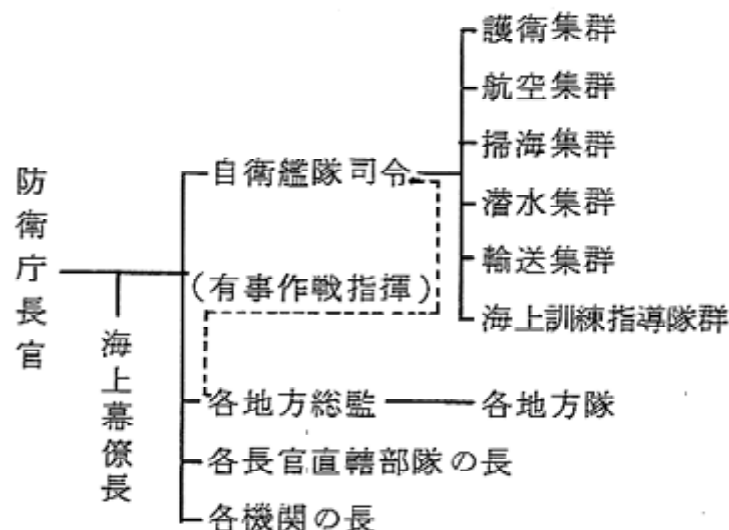 防衛庁長官
海上幕僚長
自衛艦隊司令
(有事作戦指揮)
護衛集群
航空集群
掃海集群
潜水集群
輸送集群
海上訓練指導隊群
各地方総監
各地方隊
各長官直轄部隊の長
各機関の長